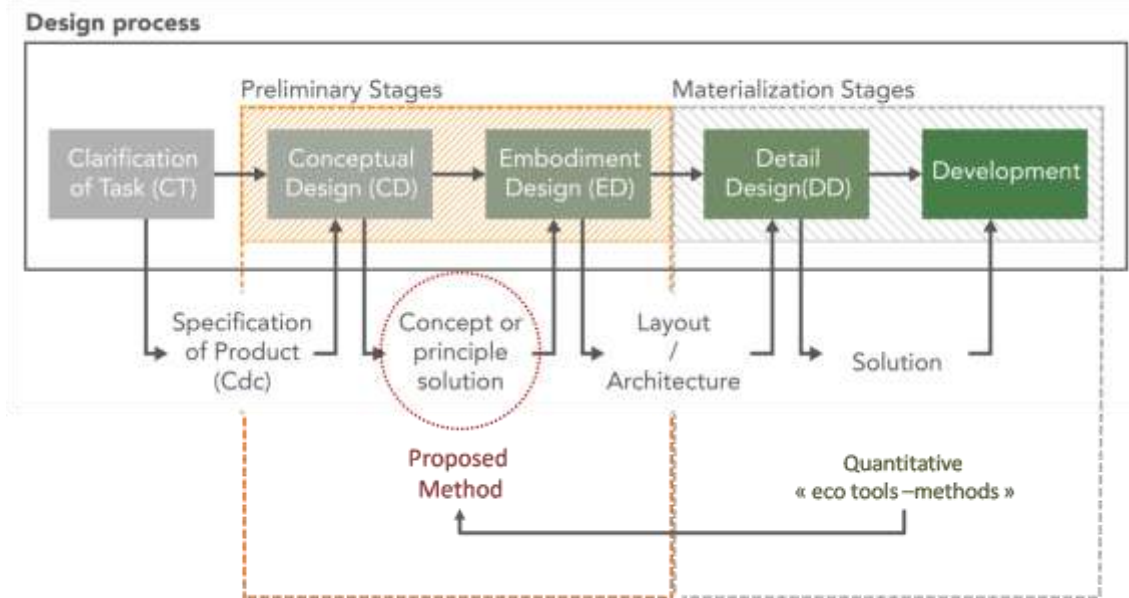 Design process
Preliminary Stages
Materialization Stages
Clarification
of Task (CT)
Conceptual
Design (CD)
Embodiment
Design (ED)
Detail
Design(DD)
Development
Specification
of Product
(Cdc)
Concept or
principle
solution
Layout
/
Architecture
Solution
Proposed
Method
Quantitative
« eco tools –methods »